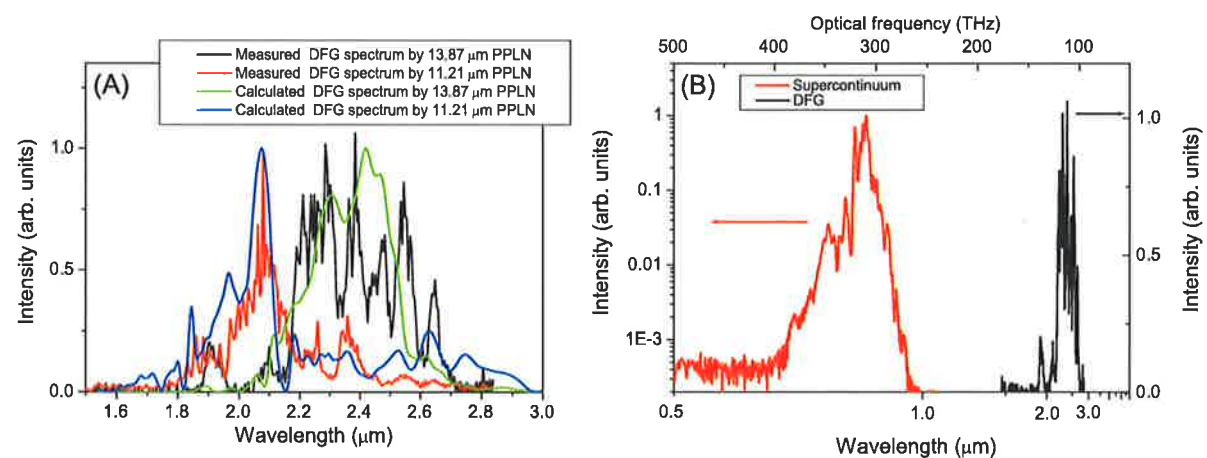 (A)
Measured DFG spectrum by 13.87 μm PPLN
Measured DFG spectrum by 11.21 μm PPLN
Calculated DFG spectrum by 13.87 μm PPLN
Calculated DFG spectrum by 11.21 μm PPLN
Intensity (arb. units)
1.0
0.5
0.0
1.6 1.8 2.0 2.2 2.4 2.6 2.8 3.0
Wavelength (μm)
Optical frequency (THz)
500 400 300 200 100
(B)
Supercontinuum
DFG
Intensity (arb. units)
1
0.1
0.01
1E-3
1.0
0.5
0.0
Intensity (arb. units)
0.5 1.0 2.0 3.0
Wavelength (μm)